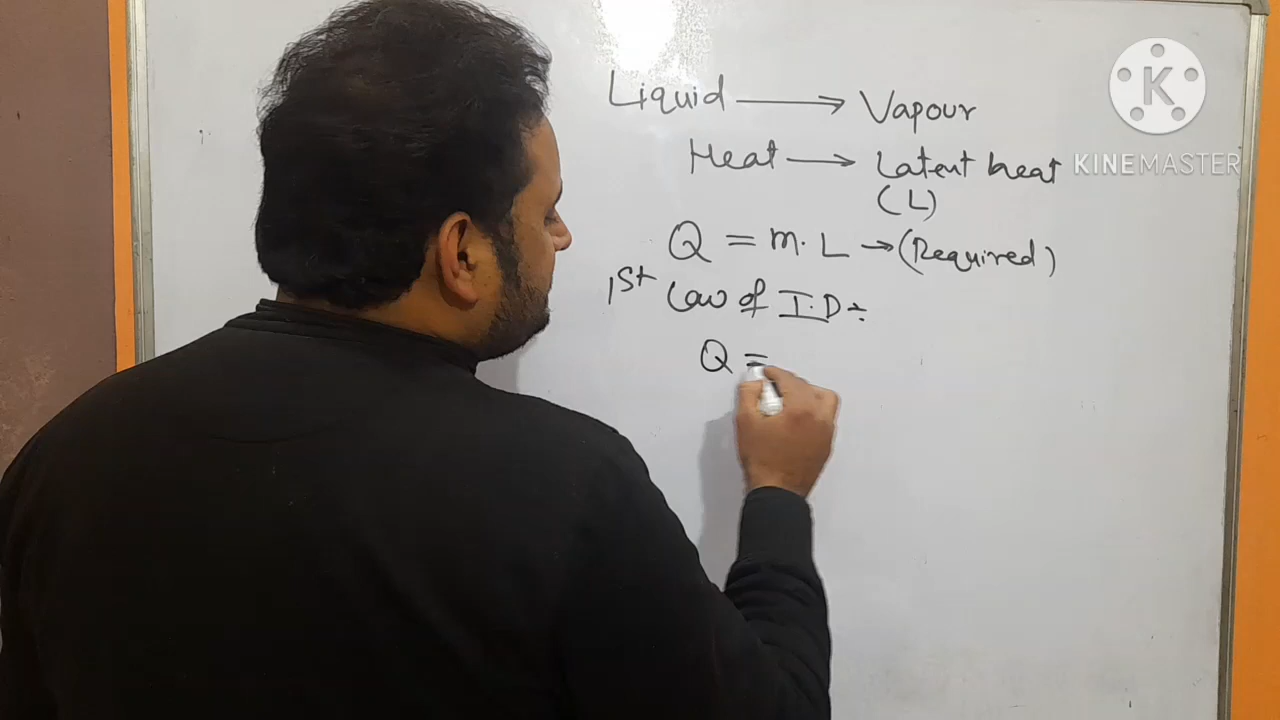 Liquid → Vapour
Heat → Latent heat
(L)
Q = m. L → (Required)
1st Law of T.D÷
Q =
K
KINEMASTER